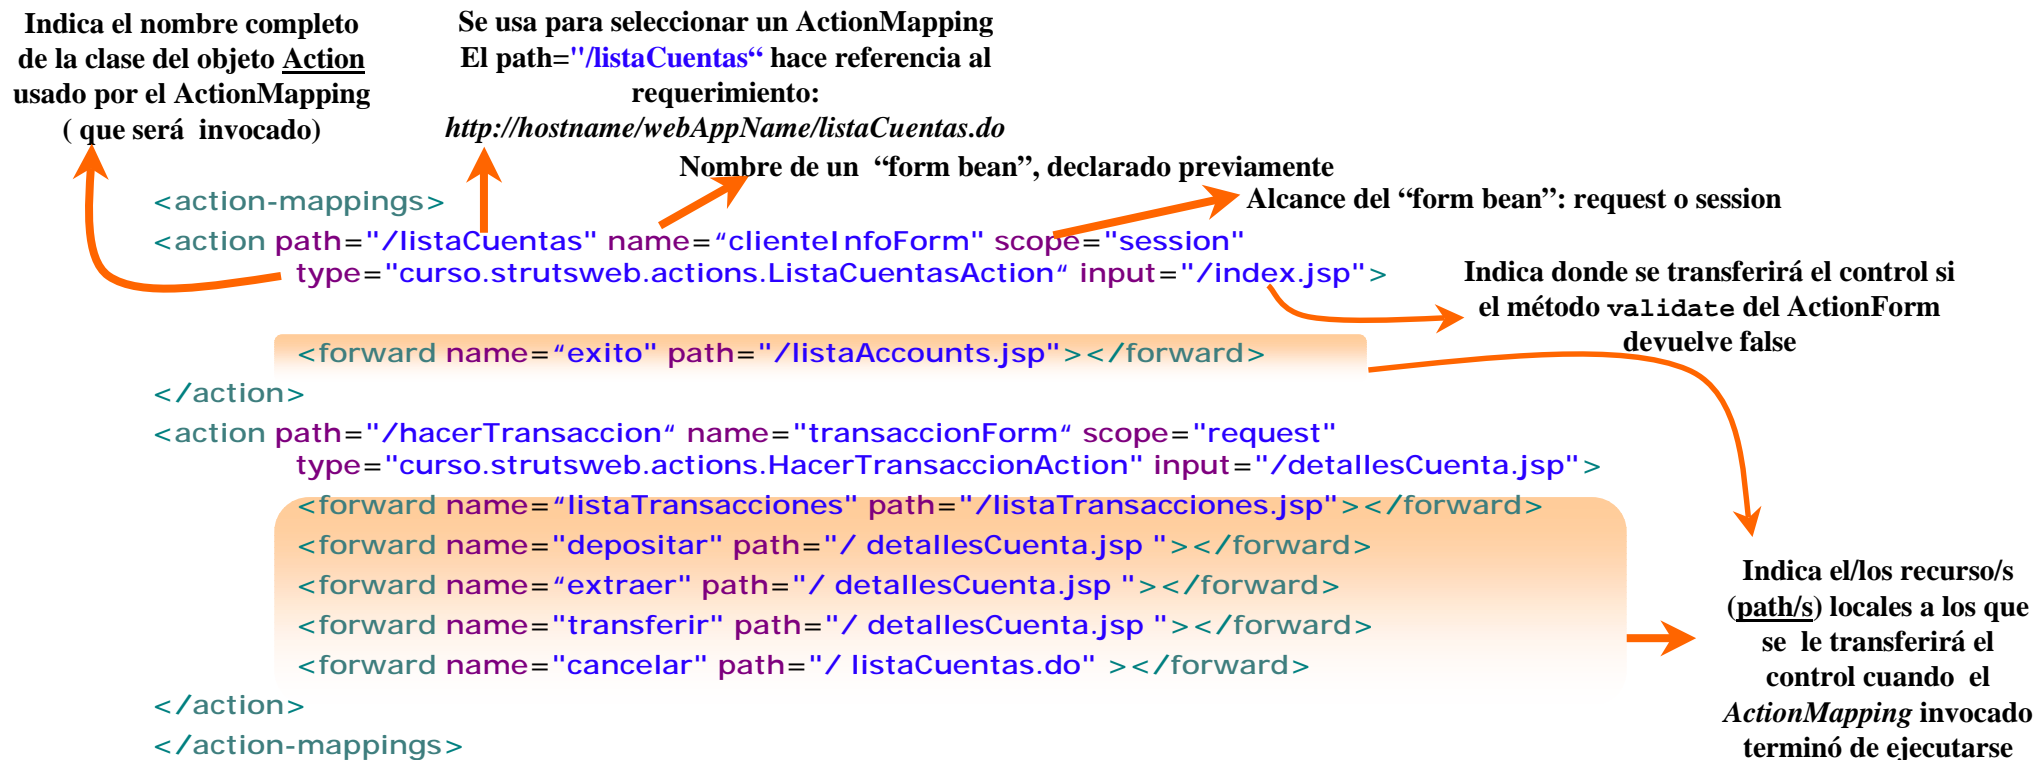 Indica el nombre completo
de la clase del objeto Action
usado por el ActionMapping
( que será  invocado)
Se usa para seleccionar un ActionMapping
El path="/listaCuentas“ hace referencia al
requerimiento:
http://hostname/webAppName/listaCuentas.do
Nombre de un  “form bean”, declarado previamente
Alcance del “form bean”: request o session
<action-mappings>
<action path="/listaCuentas" name=“clienteInfoForm" scope="session"
type="curso.strutsweb.actions.ListaCuentasAction“ input="/index.jsp">
Indica donde se transferirá el control si
el método validate del ActionForm
devuelve false
<forward name=“exito" path="/listaAccounts.jsp"></forward>
</action>
<action path="/hacerTransaccion“ name="transaccionForm“ scope="request"
type="curso.strutsweb.actions.HacerTransaccionAction" input="/detallesCuenta.jsp">
<forward name=“listaTransacciones" path="/listaTransacciones.jsp"></forward>
<forward name="depositar" path="/ detallesCuenta.jsp "></forward>
<forward name=“extraer" path="/ detallesCuenta.jsp "></forward>
<forward name="transferir" path="/ detallesCuenta.jsp "></forward>
<forward name="cancelar" path="/ listaCuentas.do" ></forward>
</action>
</action-mappings>
Indica el/los recurso/s
(path/s) locales a los que
se  le transferirá el
control cuando  el
ActionMapping invocado
terminó de ejecutarse